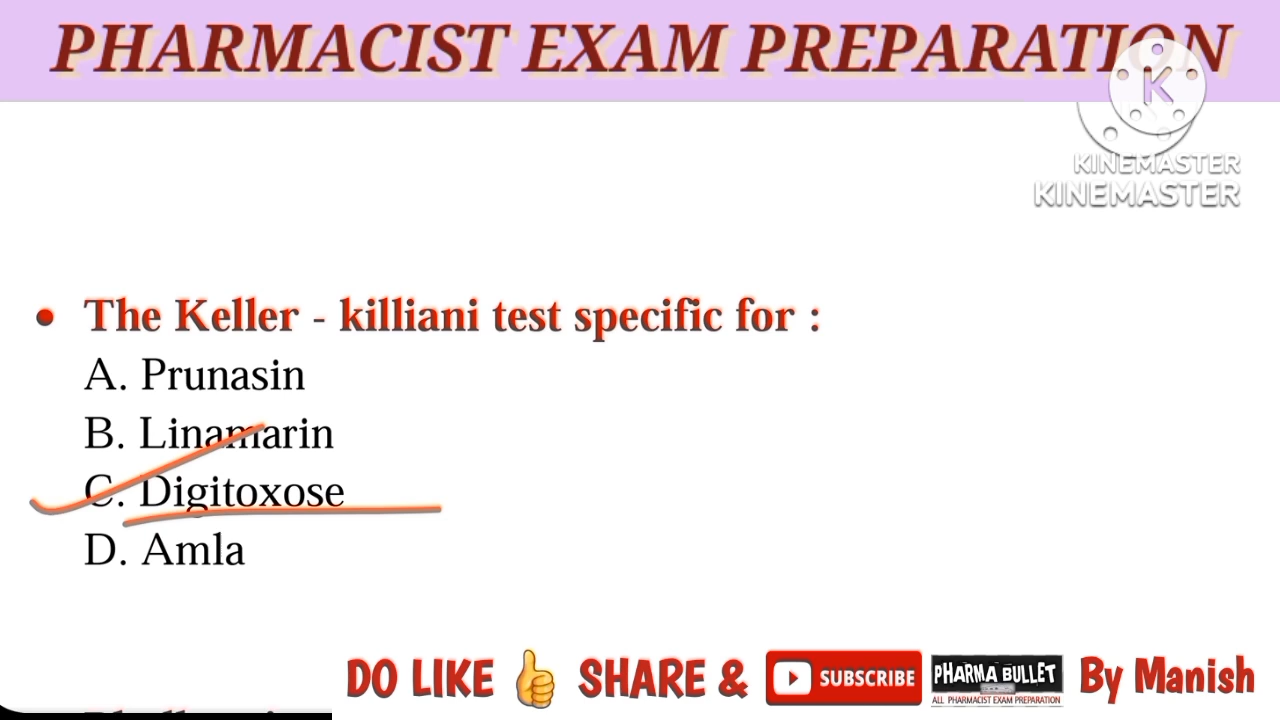 PHARMACIST EXAM PREPARATION
K
KINEMASTER
KINEMASTER
• The Keller - killiani test specific for :
A. Prunasin
B. Linamarin
C. Digitoxose
D. Amla
DO LIKE 👍 SHARE & SUBSCRIBE PHARMA BULLET By Manish
ALL PHARMACIST EXAM PREPARATION